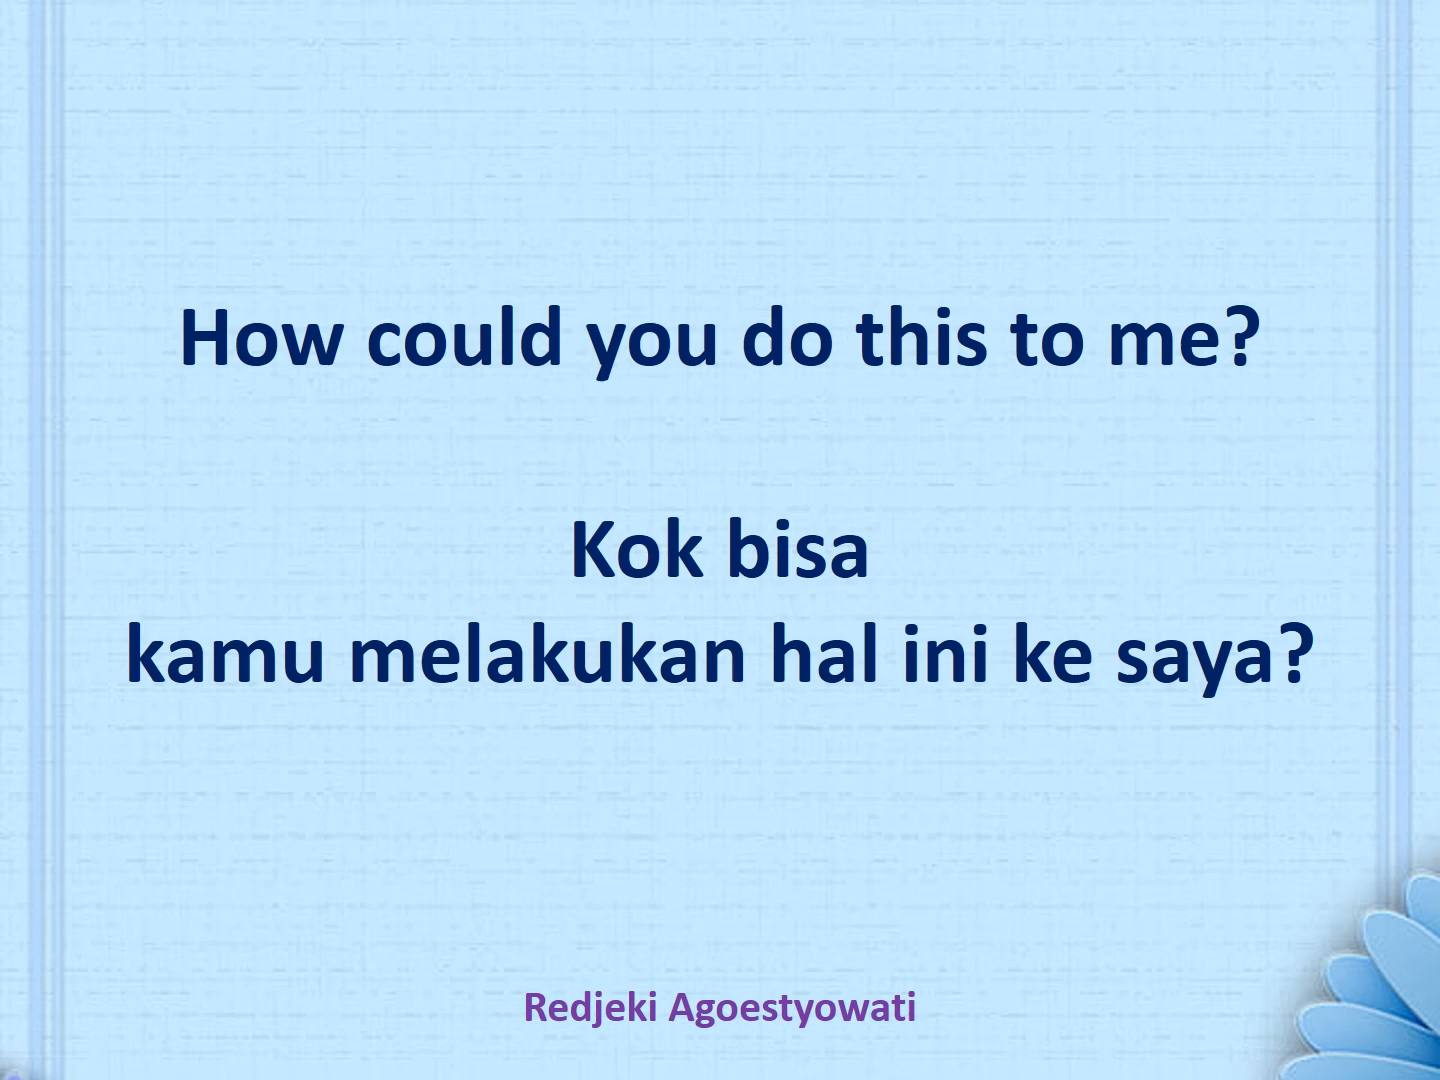 How could you do this to me?
Kok bisa
kamu melakukan hal ini ke saya?
Redjeki Agoestyowati